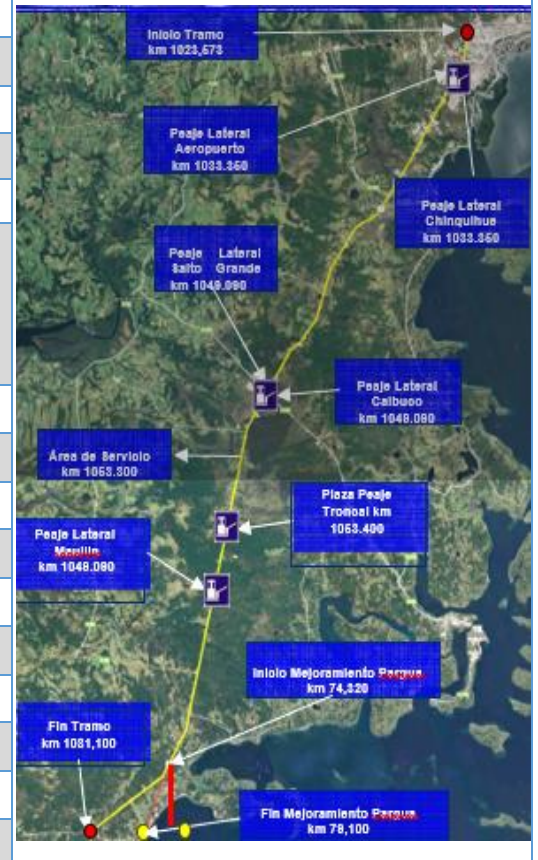 Inicio Tramo
km 1023,573
Peaje Lateral
Aeropuerto
km 1033.350
Peaje Lateral
Chinquihue
km 1033.350
Peaje Lateral
Salto Grande
km 1049.090
Peaje Lateral
Calbuco
km 1049.090
Área de Servicio
km 1053.300
Plaza Peaje
Troncal km
1053.400
Peaje Lateral
Maullin
km 1049.090
Inicio Mejoramiento Pargua
km 74,320
Fin Tramo
km 1081,100
Fin Mejoramiento Pargua
km 78,100